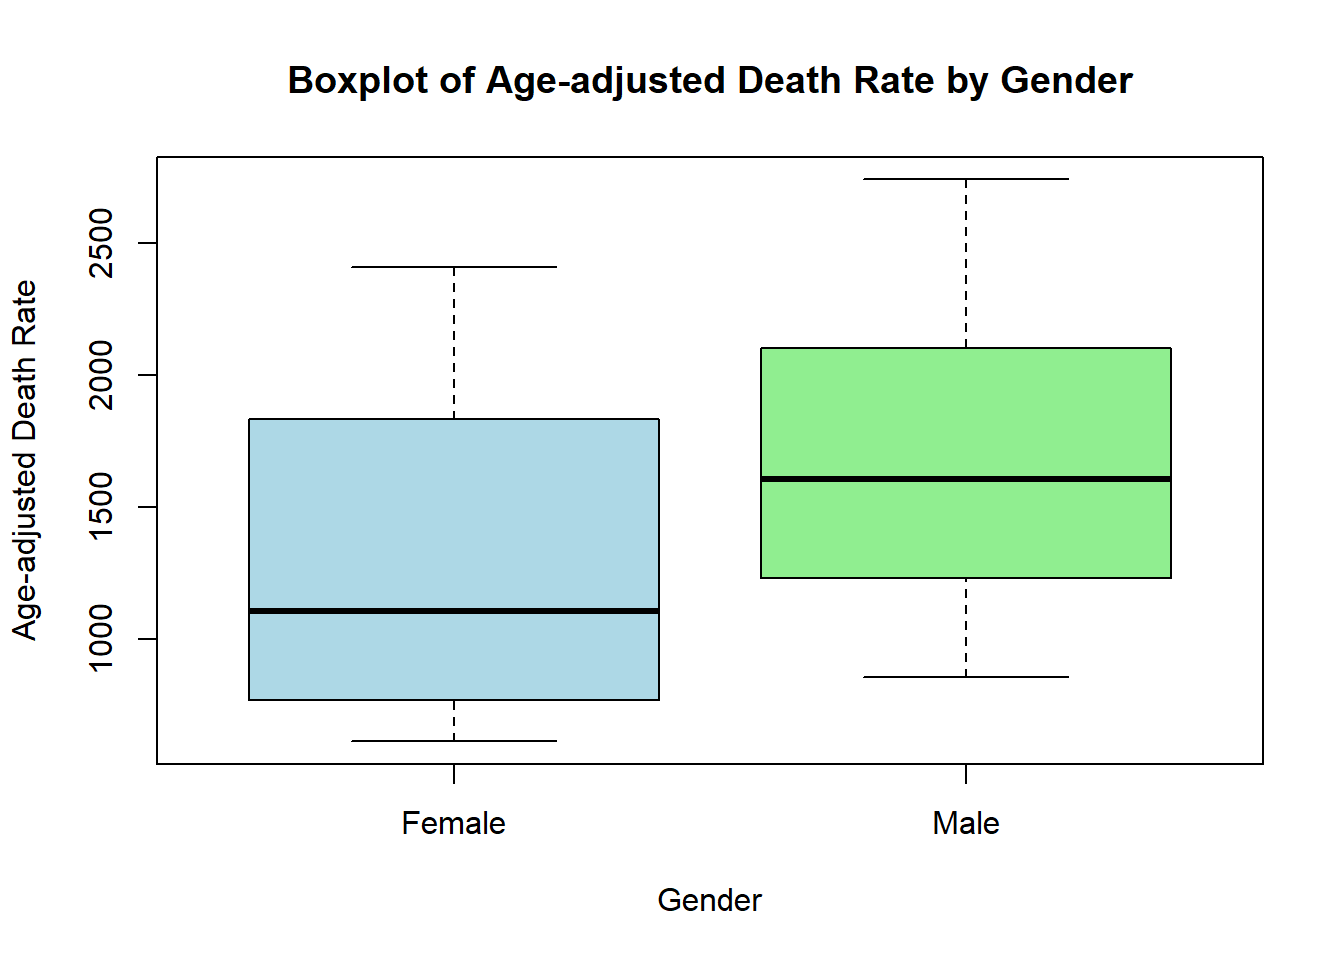 Boxplot of Age-adjusted Death Rate by Gender
Age-adjusted Death Rate
2500
2000
1500
1000
Female
Male
Gender